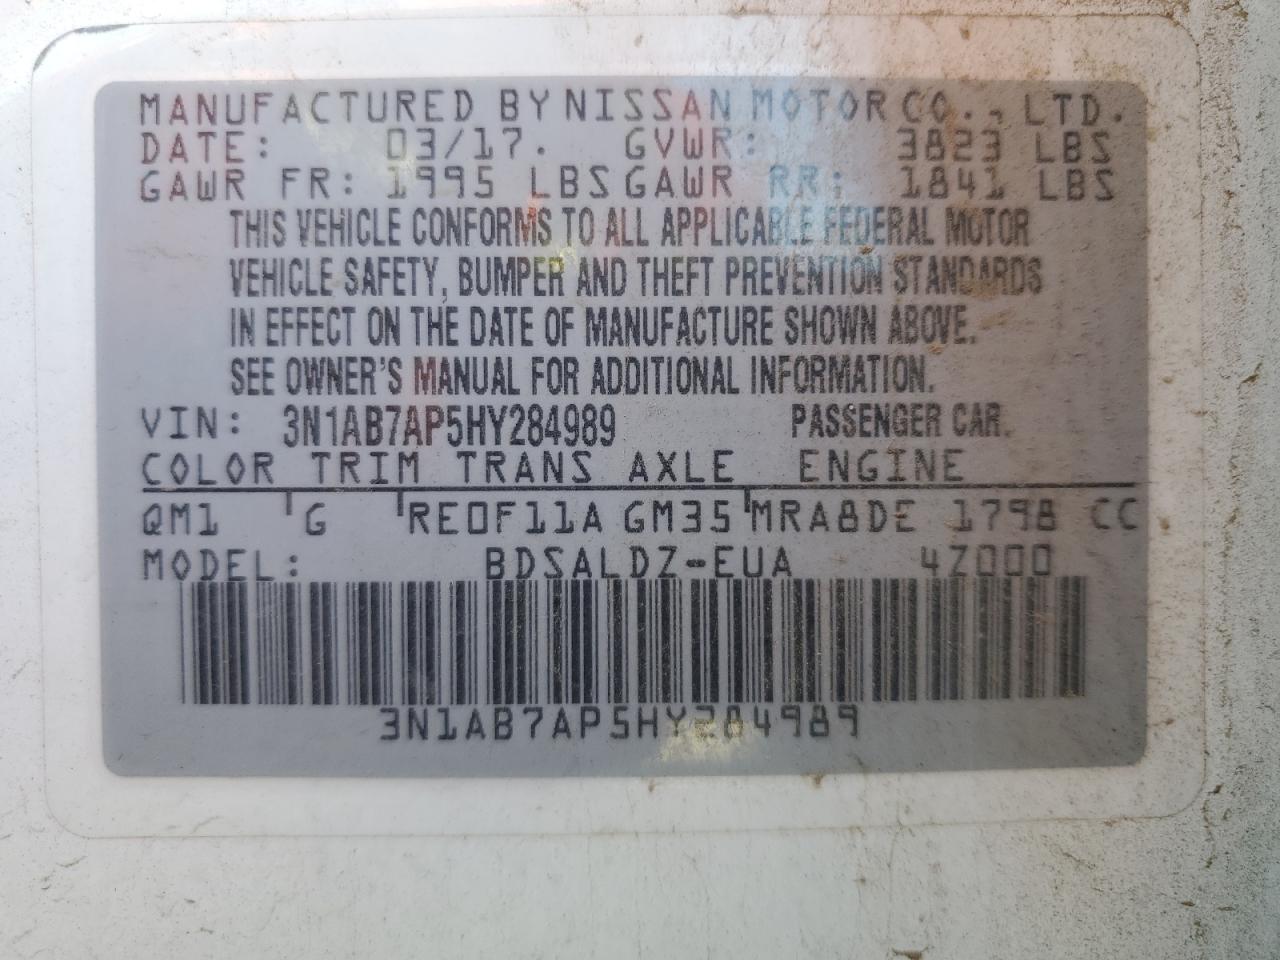 MANUFACTURED BY NISSAN MOTOR CO., LTD.
DATE: 03/17. GVWR: 3823 LBS
GAWR FR: 1995 LBS GAWR RR: 1841 LBS
THIS VEHICLE CONFORMS TO ALL APPLICABLE FEDERAL MOTOR
VEHICLE SAFETY, BUMPER AND THEFT PREVENTION STANDARDS
IN EFFECT ON THE DATE OF MANUFACTURE SHOWN ABOVE.
SEE OWNER'S MANUAL FOR ADDITIONAL INFORMATION.
VIN: 3N1AB7AP5HY284989 PASSENGER CAR.
COLOR TRIM TRANS AXLE ENGINE
QM1 G RE0F11A GM35 MRA8DE 1798 CC
MODEL: BDSALDZ-EUA 4Z000
3N1AB7AP5HY284989